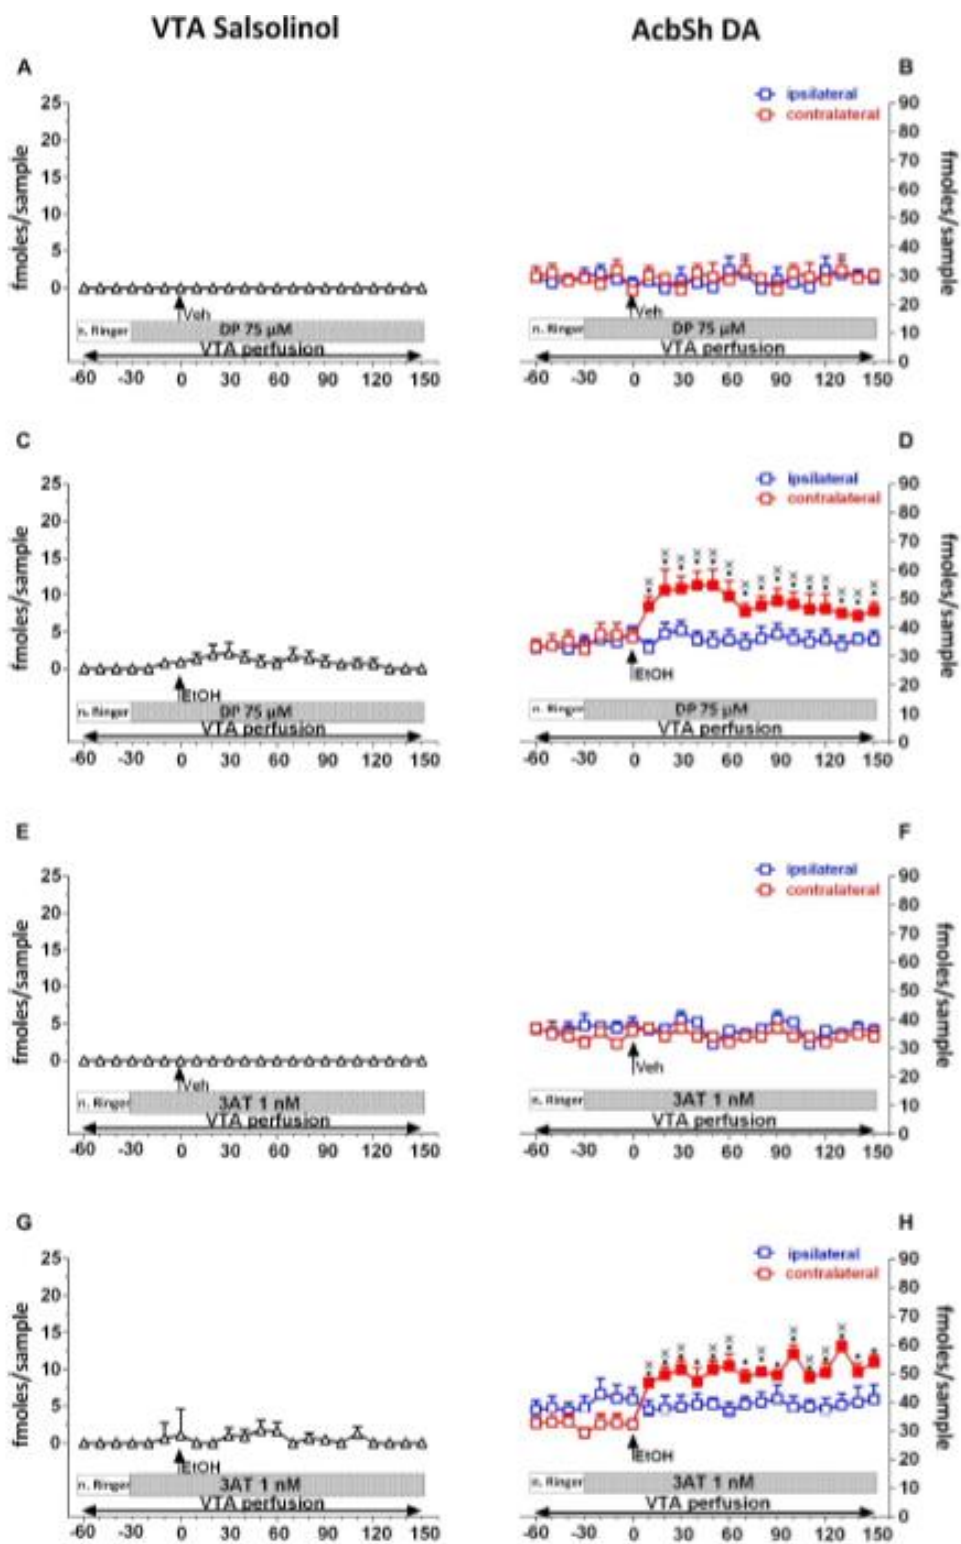 VTA Salsolinol
AcbSh DA
A
25
20
15
10
5
0
fmoles/sample
Veh
n. Ringer
DP 75 µM
VTA perfusion
-60 -30 0 30 60 90 120 150
B
ipsilateral
contralateral
90
80
70
60
50
40
30
20
10
0
fmoles/sample
Veh
n. Ringer
DP 75 µM
VTA perfusion
-60 -30 0 30 60 90 120 150
C
25
20
15
10
5
0
fmoles/sample
EtOH
n. Ringer
DP 75 µM
VTA perfusion
-60 -30 0 30 60 90 120 150
D
ipsilateral
contralateral
90
80
70
60
50
40
30
20
10
0
fmoles/sample
EtOH
n. Ringer
DP 75 µM
VTA perfusion
-60 -30 0 30 60 90 120 150
E
25
20
15
10
5
0
fmoles/sample
Veh
n. Ringer
3AT 1 nM
VTA perfusion
-60 -30 0 30 60 90 120 150
F
ipsilateral
contralateral
90
80
70
60
50
40
30
20
10
0
fmoles/sample
Veh
n. Ringer
3AT 1 nM
VTA perfusion
-60 -30 0 30 60 90 120 150
G
25
20
15
10
5
0
fmoles/sample
EtOH
n. Ringer
3AT 1 nM
VTA perfusion
-60 -30 0 30 60 90 120 150
H
ipsilateral
contralateral
90
80
70
60
50
40
30
20
10
0
fmoles/sample
EtOH
n. Ringer
3AT 1 nM
VTA perfusion
-60 -30 0 30 60 90 120 150